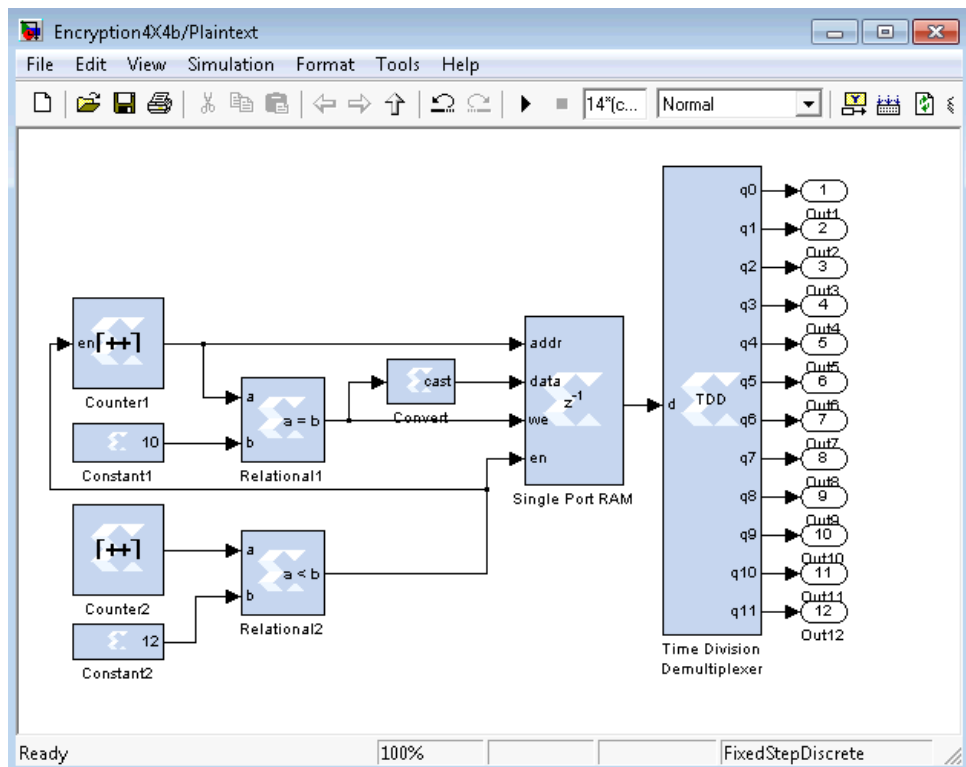 Encryption4X4b/Plaintext
File Edit View Simulation Format Tools Help
14*(c... Normal
q0 1
Out1
q1 2
Out2
q2 3
Out3
q3 4
Out4
en [++] addr q4 5
Out5
cast data q5 TDD 6
a
Counter1 Convert z-1 d Out6
a = b we q6 7
10 b
Out7
Constant1 Relational1 en q7 8
Out8
Single Port RAM q8 9
Out9
[++] a q9 10
Out10
a < b q10 11
b
Counter2 Out11
12 Relational2 q11 12
Constant2 Time Division Out12
Demultiplexer
Ready 100% FixedStepDiscrete